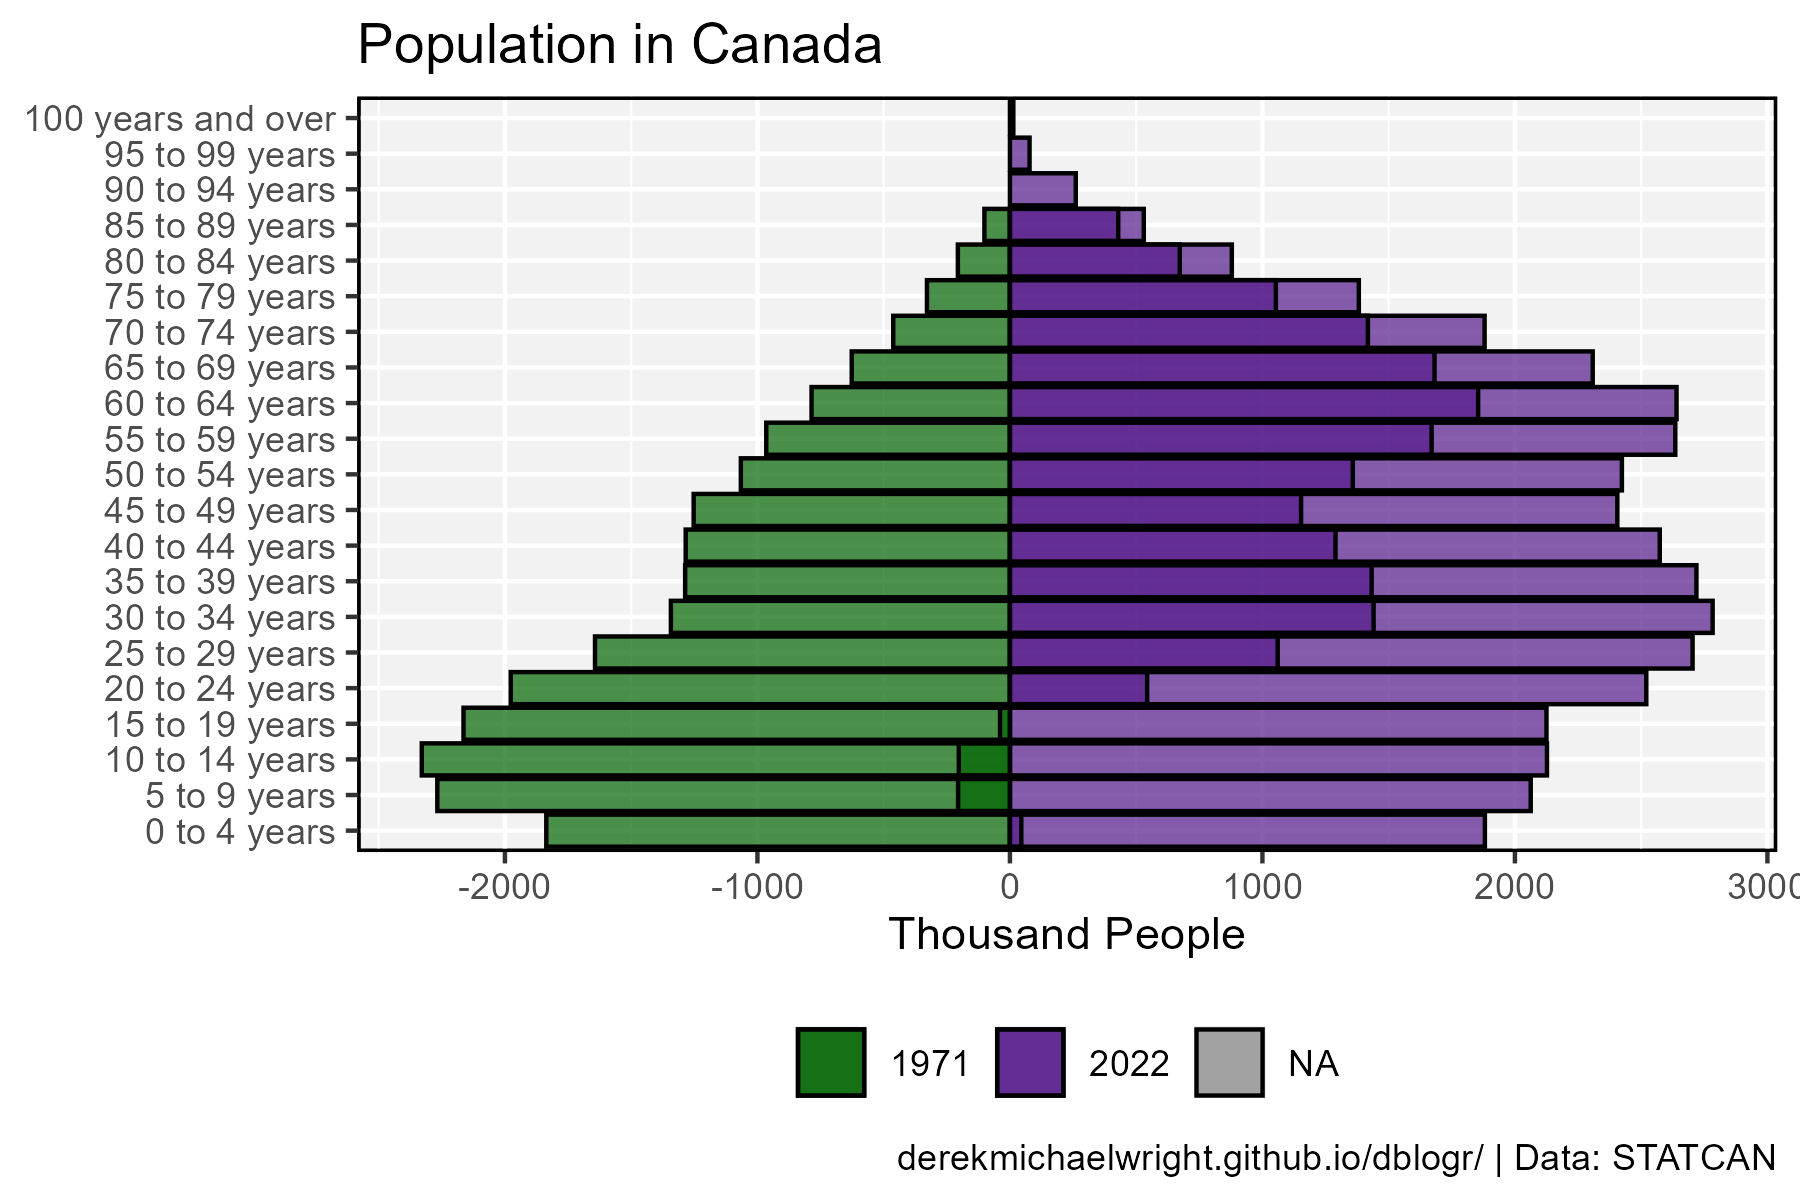 Population in Canada
100 years and over
95 to 99 years
90 to 94 years
85 to 89 years
80 to 84 years
75 to 79 years
70 to 74 years
65 to 69 years
60 to 64 years
55 to 59 years
50 to 54 years
45 to 49 years
40 to 44 years
35 to 39 years
30 to 34 years
25 to 29 years
20 to 24 years
15 to 19 years
10 to 14 years
5 to 9 years
0 to 4 years
-2000 -1000 0 1000 2000 3000
Thousand People
1971 2022 NA
derekmichaelwright.github.io/dblogr/ | Data: STATCAN